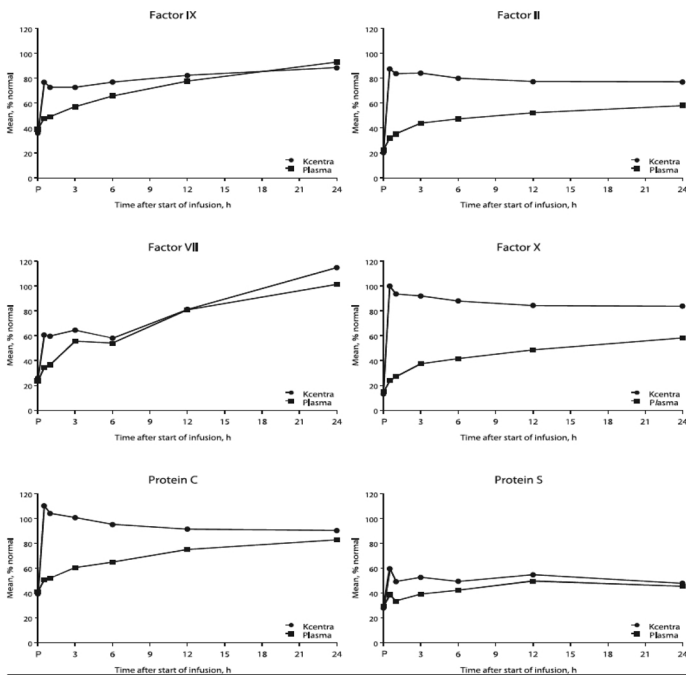 Factor IX
Mean, % normal
120
100
80
60
40
20
0
Kcentra
Plasma
P 3 6 9 12 15 18 21 24
Time after start of infusion, h
Factor II
Mean, % normal
120
100
80
60
40
20
0
Kcentra
Plasma
P 3 6 9 12 15 18 21 24
Time after start of infusion, h
Factor VII
Mean, % normal
120
100
80
60
40
20
0
Kcentra
Plasma
P 3 6 9 12 15 18 21 24
Time after start of infusion, h
Factor X
Mean, % normal
120
100
80
60
40
20
0
Kcentra
Plasma
P 3 6 9 12 15 18 21 24
Time after start of infusion, h
Protein C
Mean, % normal
120
100
80
60
40
20
0
Kcentra
Plasma
P 3 6 9 12 15 18 21 24
Time after start of infusion, h
Protein S
Mean, % normal
120
100
80
60
40
20
0
Kcentra
Plasma
P 3 6 9 12 15 18 21 24
Time after start of infusion, h